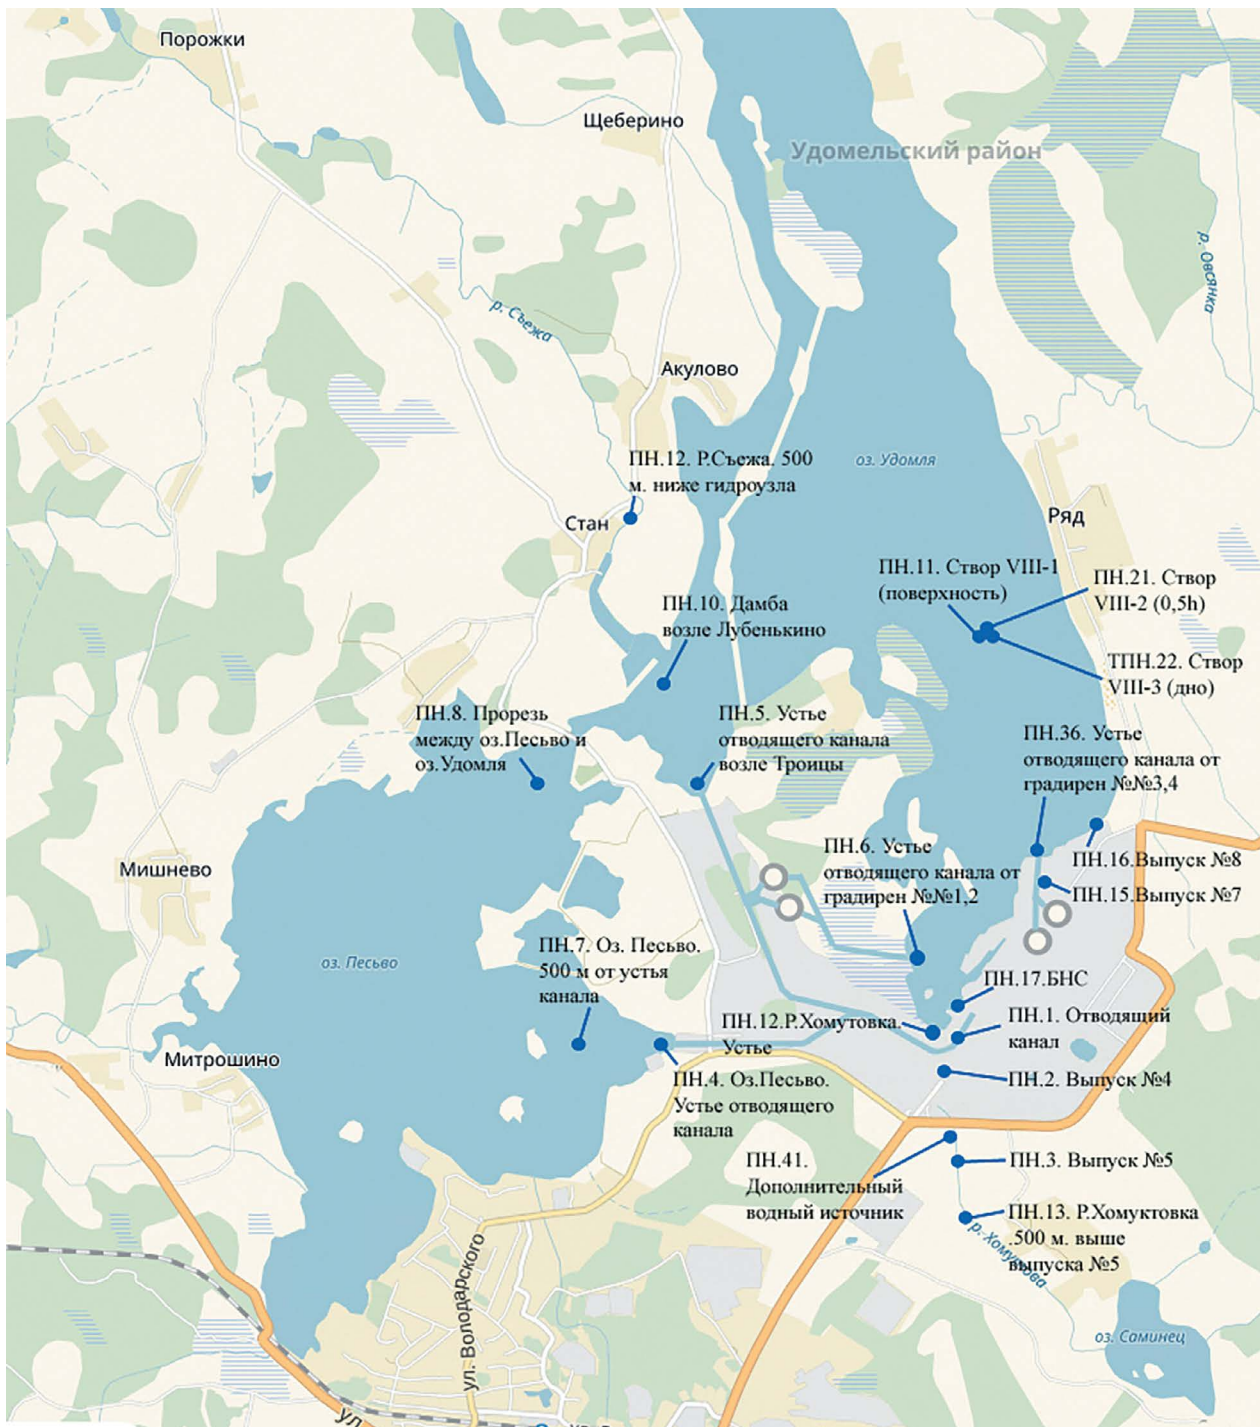 Порожки
Щеберино
Удомельский район
р. Овсянка
р. Съежа
Акулово
ПН.12. Р.Съежа. 500
м. ниже гидроузла
оз. Удомля
Стан
Ряд
ПН.11. Створ VIII-1
(поверхность)
ПН.21. Створ
VIII-2 (0,5h)
ПН.10. Дамба
возле Лубенькино
ТПН.22. Створ
VIII-3 (дно)
ПН.8. Прорезь
между оз.Песьво и
оз.Удомля
ПН.5. Устье
отводящего канала
возле Троицы
ПН.36. Устье
отводящего канала от
градирен №№3,4
ПН.6. Устье
отводящего канала от
градирен №№1,2
ПН.16.Выпуск №8
ПН.15.Выпуск №7
Мишнево
оз. Песьво
ПН.7. Оз. Песьво.
500 м от устья
канала
ПН.17.БНС
ПН.12.Р.Хомутовка.
Устье
ПН.1. Отводящий
канал
Митрошино
ПН.4. Оз.Песьво.
Устье отводящего
канала
ПН.2. Выпуск №4
ПН.41.
Дополнительный
водный источник
ПН.3. Выпуск №5
ПН.13. Р.Хомуктовка
.500 м. выше
выпуска №5
ул. Володарского
оз. Саминец
ул